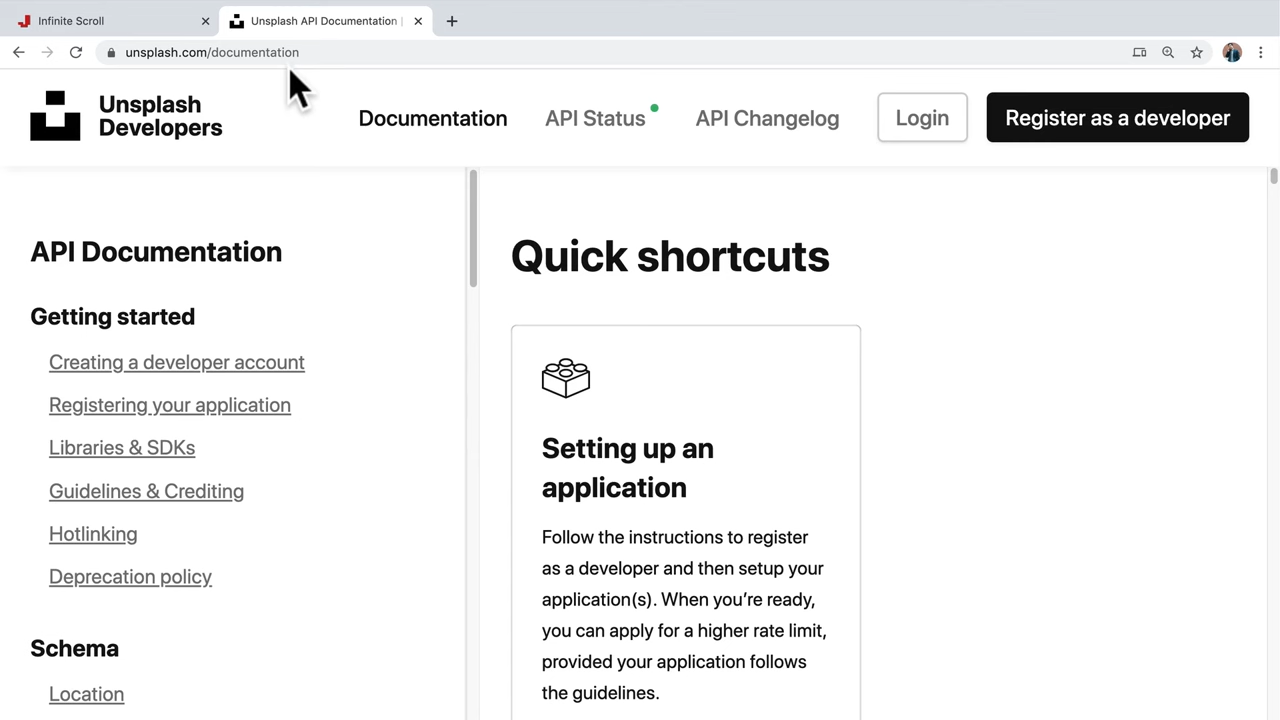 Infinite Scroll
Unsplash API Documentation |
unsplash.com/documentation
Unsplash
Developers
Documentation
API Status
API Changelog
Login
Register as a developer
API Documentation
Getting started
Creating a developer account
Registering your application
Libraries & SDKs
Guidelines & Crediting
Hotlinking
Deprecation policy
Schema
Location
Quick shortcuts
Setting up an
application
Follow the instructions to register
as a developer and then setup your
application(s). When you’re ready,
you can apply for a higher rate limit,
provided your application follows
the guidelines.